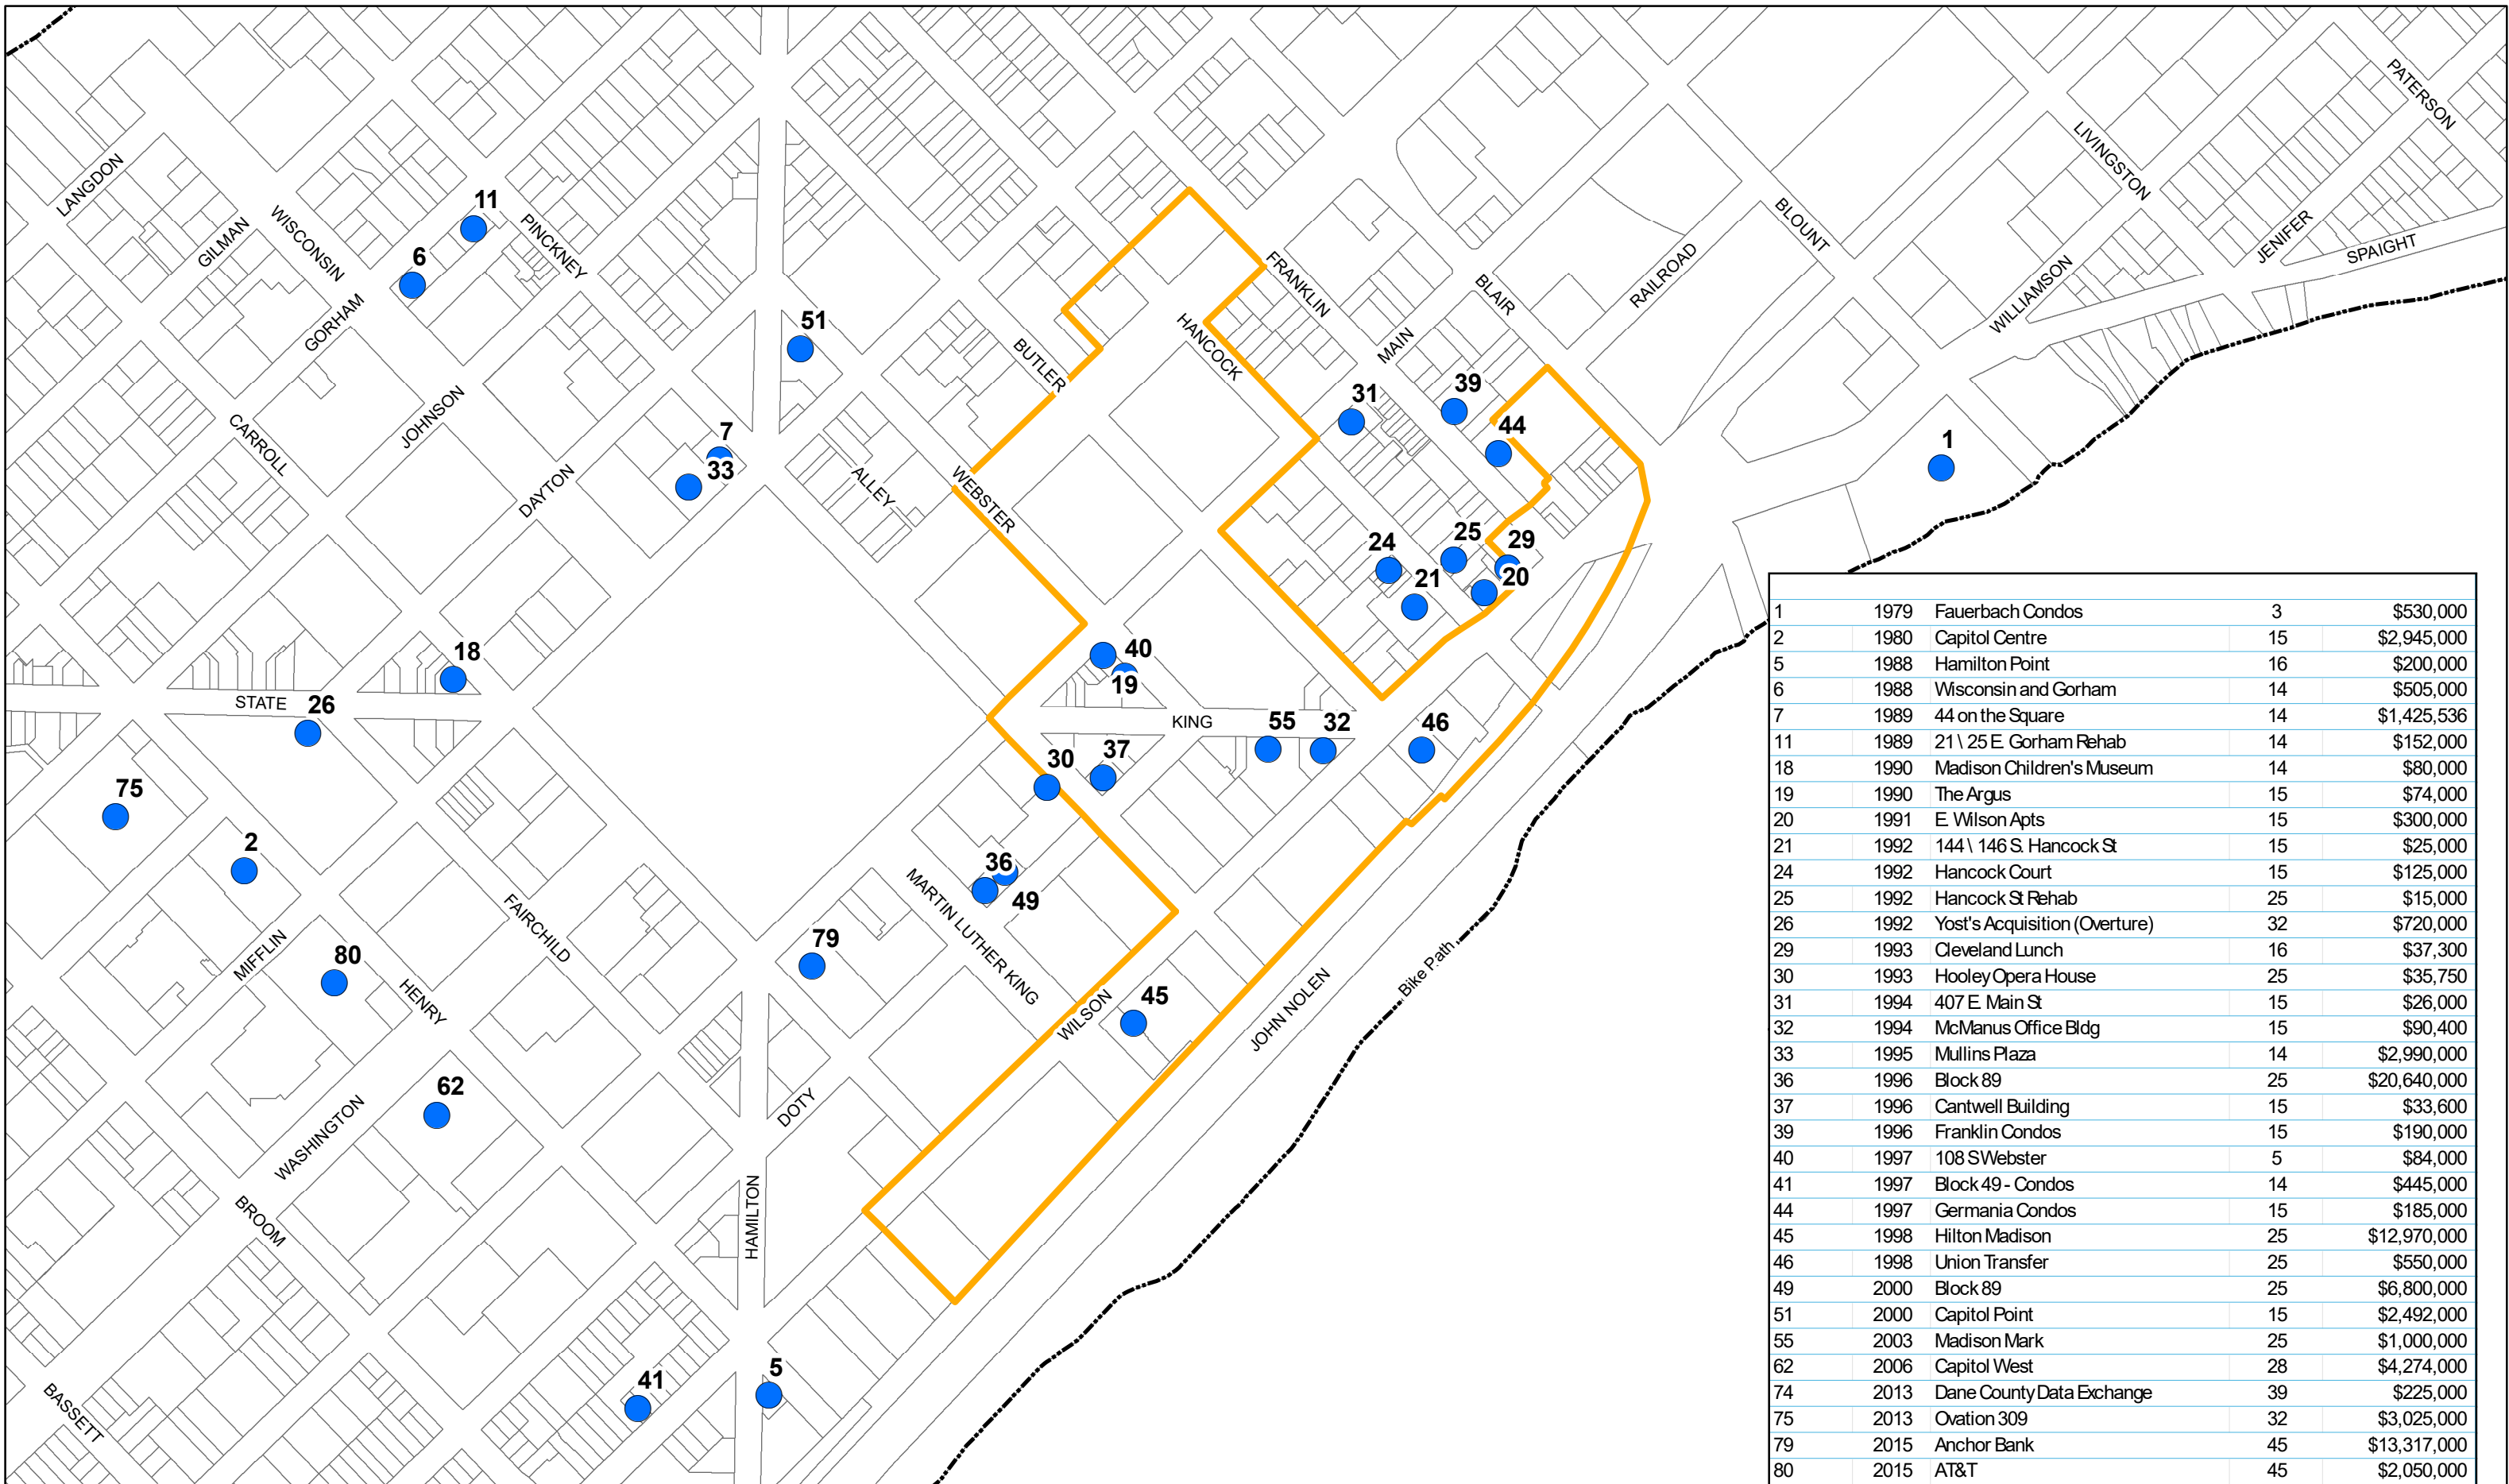 PATERSON
LIVINGSTON
LANGDON
11
WISCONSIN
PINCKNEY
BLOUNT
JENIFER
GILMAN
SPAIGHT
6
FRANKLIN
RAILROAD
BLAIR
WILLIAMSON
GORHAM
51
HANCOCK
MAIN
BUTLER
39
31
JOHNSON
CARROLL
44
7
33
1
ALLEY
WEBSTER
DAYTON
25
29
24
20
21
40
18
19
STATE
26
KING
55
32
46
37
30
75
2
36
49
MARTIN LUTHER KING
FAIRCHILD
79
MIFFLIN
80
HENRY
45
WILSON
JOHN NOLEN
Bike Path
62
DOTY
WASHINGTON
HAMILTON
BROOM
5
41
BASSETT
1 1979 Fauerbach Condos 3 $530,000
2 1980 Capitol Centre 15 $2,945,000
5 1988 Hamilton Point 16 $200,000
6 1988 Wisconsin and Gorham 14 $505,000
7 1989 44 on the Square 14 $1,425,536
11 1989 21 \ 25 E. Gorham Rehab 14 $152,000
18 1990 Madison Children's Museum 14 $80,000
19 1990 The Argus 15 $74,000
20 1991 E. Wilson Apts 15 $300,000
21 1992 144 \ 146 S. Hancock St 15 $25,000
24 1992 Hancock Court 15 $125,000
25 1992 Hancock St Rehab 25 $15,000
26 1992 Yost's Acquisition (Overture) 32 $720,000
29 1993 Cleveland Lunch 16 $37,300
30 1993 Hooley Opera House 25 $35,750
31 1994 407 E. Main St 15 $26,000
32 1994 McManus Office Bldg 15 $90,400
33 1995 Mullins Plaza 14 $2,990,000
36 1996 Block 89 25 $20,640,000
37 1996 Cantwell Building 15 $33,600
39 1996 Franklin Condos 15 $190,000
40 1997 108 S Webster 5 $84,000
41 1997 Block 49 - Condos 14 $445,000
44 1997 Germania Condos 15 $185,000
45 1998 Hilton Madison 25 $12,970,000
46 1998 Union Transfer 25 $550,000
49 2000 Block 89 25 $6,800,000
51 2000 Capitol Point 15 $2,492,000
55 2003 Madison Mark 25 $1,000,000
62 2006 Capitol West 28 $4,274,000
74 2013 Dane County Data Exchange 39 $225,000
75 2013 Ovation 309 32 $3,025,000
79 2015 Anchor Bank 45 $13,317,000
80 2015 AT&T 45 $2,050,000